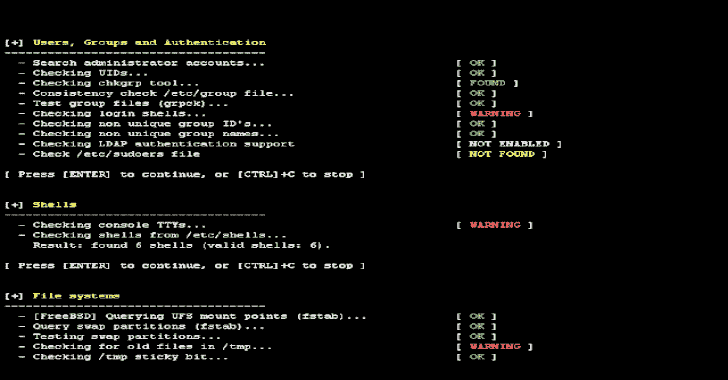 [+] Users, Groups and Authentication
------------------------------------
- Search administrator accounts... [ OK ]
- Checking UIDs... [ OK ]
- Checking chkgrp tool... [ FOUND ]
- Consistency check /etc/group file... [ OK ]
- Test group files (grpck)... [ OK ]
- Checking login shells... [ WARNING ]
- Checking non unique group ID's... [ OK ]
- Checking non unique group names... [ OK ]
- Checking LDAP authentication support [ NOT ENABLED ]
- Check /etc/sudoers file [ NOT FOUND ]
[ Press [ENTER] to continue, or [CTRL]+C to stop ]
[+] Shells
------------------------------------
- Checking console TTYs... [ WARNING ]
- Checking shells from /etc/shells...
Result: found 6 shells (valid shells: 6).
[ Press [ENTER] to continue, or [CTRL]+C to stop ]
[+] File systems
------------------------------------
- [FreeBSD] Querying UFS mount points (fstab)... [ OK ]
- Query swap partitions (fstab)... [ OK ]
- Testing swap partitions... [ OK ]
- Checking for old files in /tmp... [ WARNING ]
- Checking /tmp sticky bit... [ OK ]